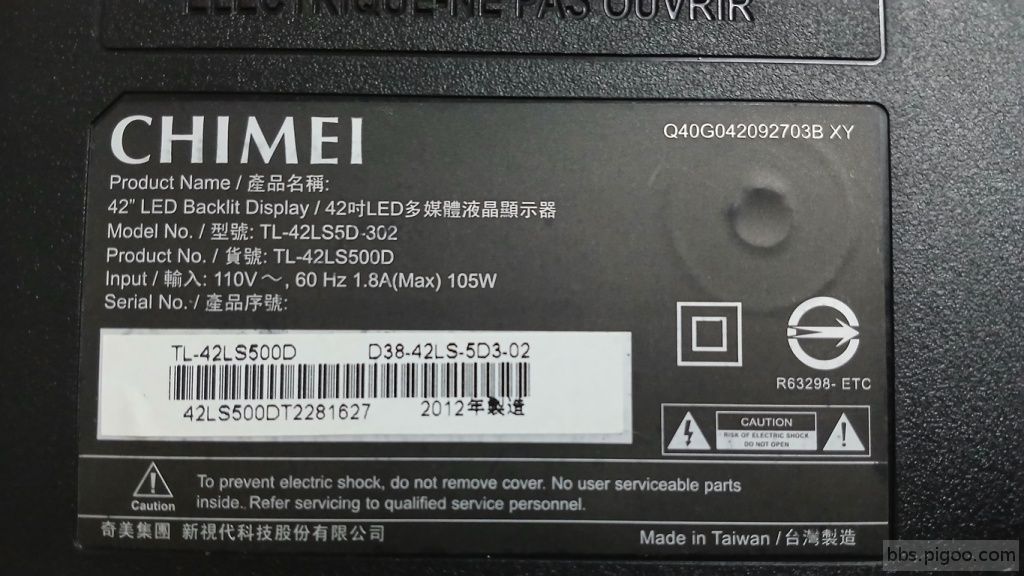 ELECTRIQUE-NE PAS OUVRIR
CHIMEI
Q40G042092703B XY
Product Name / 產品名稱:
42" LED Backlit Display / 42吋LED多媒體液晶顯示器
Model No. / 型號: TL-42LS5D-302
Product No. / 貨號: TL-42LS500D
Input / 輸入: 110V ～, 60 Hz 1.8A(Max) 105W
Serial No. / 產品序號:
TL-42LS500D D38-42LS-5D3-02
42LS500DT2281627 2012年製造
R63298- ETC
CAUTION
RISK OF ELECTRIC SHOCK
DO NOT OPEN
Caution
To prevent electric shock, do not remove cover. No user serviceable parts
inside. Refer servicing to qualified service personnel.
奇美集團 新視代科技股份有限公司
Made in Taiwan / 台灣製造
bbs.pigoo.com